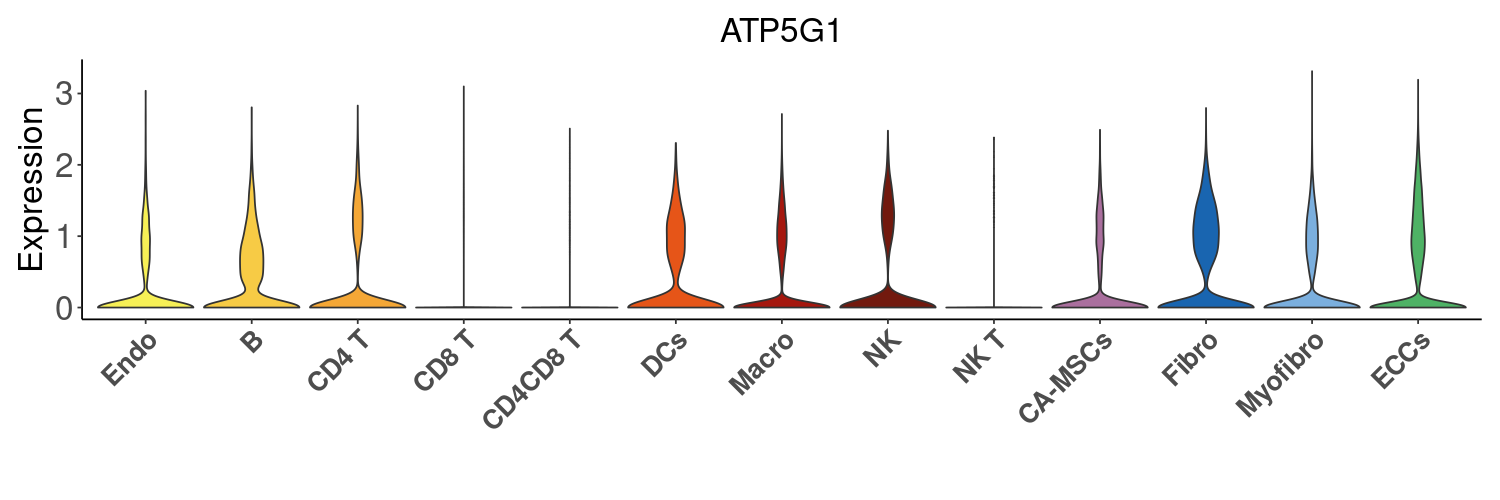 ATP5G1
Expression
3
2
1
0
Endo
B
CD4 T
CD8 T
CD4CD8 T
DCs
Macro
NK
NK T
CA-MSCs
Fibro
Myofibro
ECCs